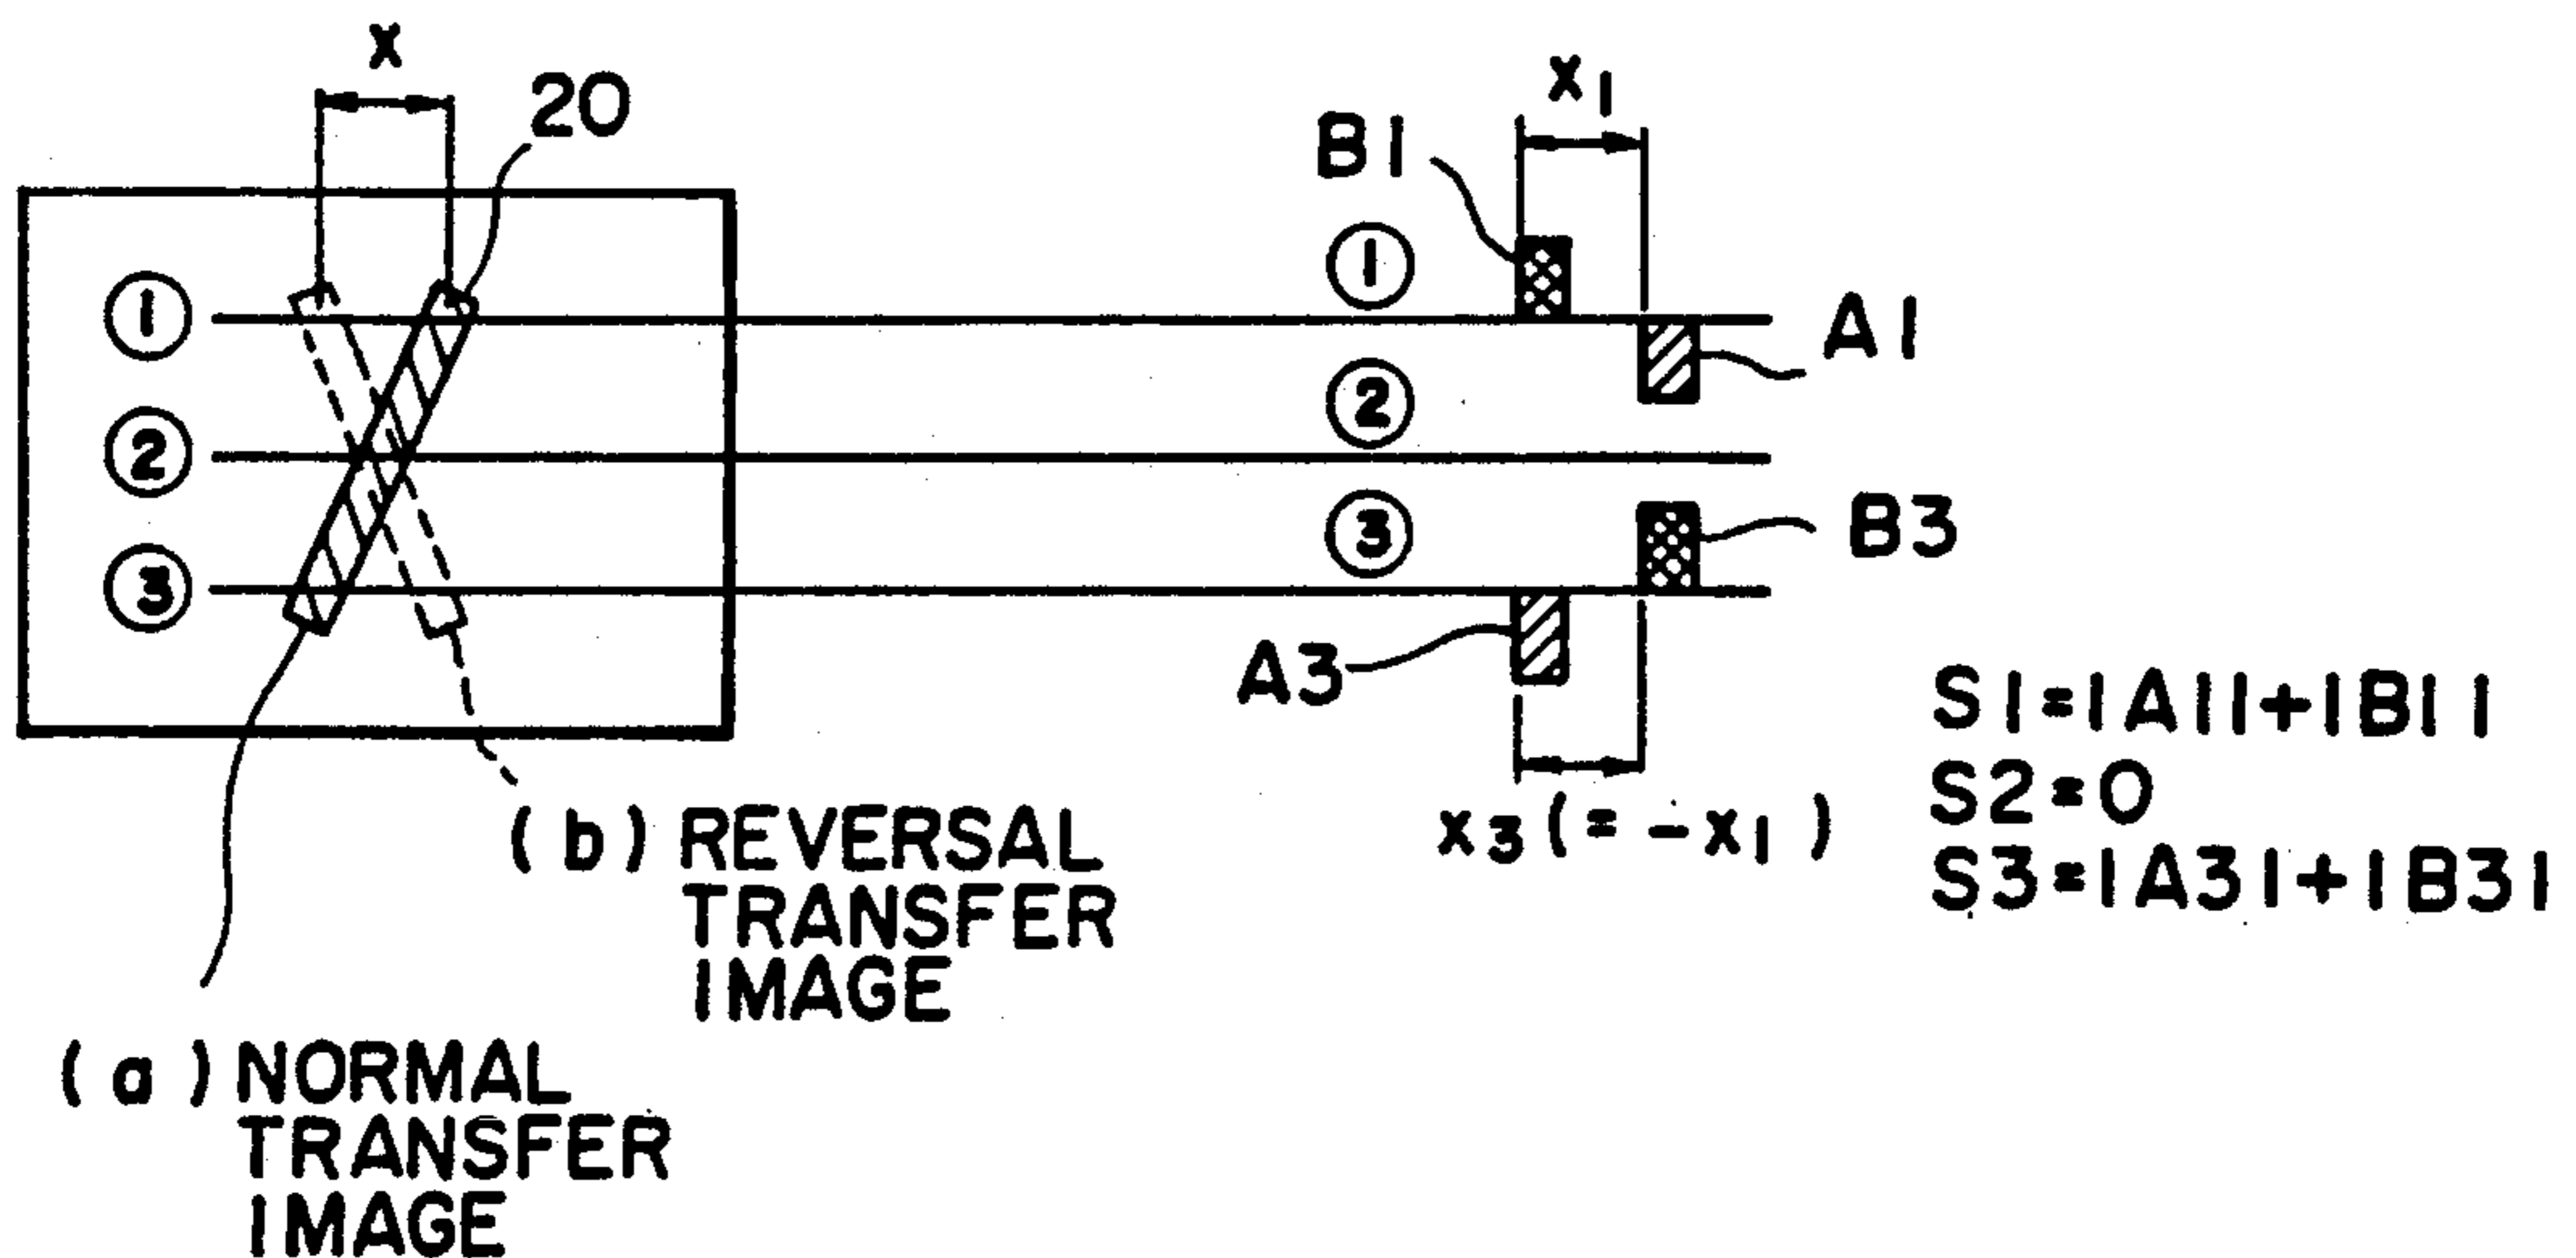 x
20
x1
B1
①
①
A1
②
②
③
③
B3
A3
x3 (= -x1)
S1=|A1|+|B1|
S2=0
S3=|A3|+|B3|
(b) REVERSAL
TRANSFER
IMAGE
(a) NORMAL
TRANSFER
IMAGE